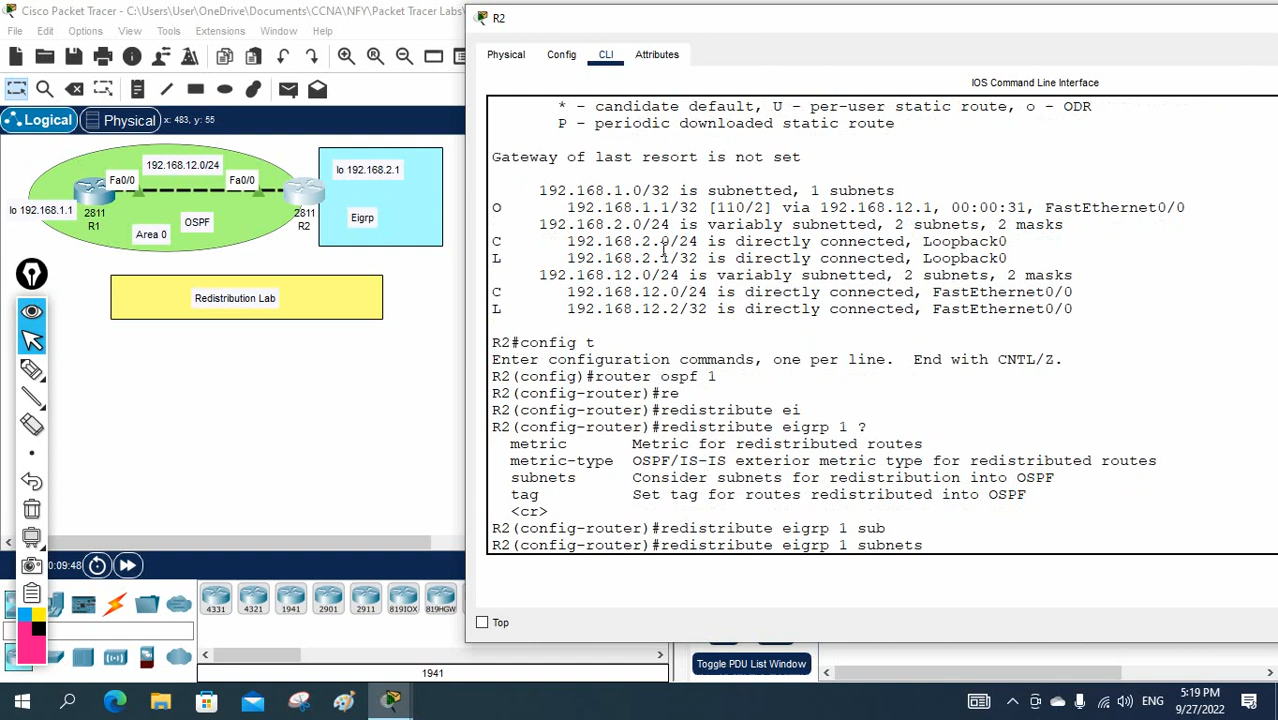 Cisco Packet Tracer - C:\Users\User\OneDrive\Documents\CCNA\NFY\Packet Tracer Labs\
File Edit Options View Tools Extensions Window Help
Logical Physical x: 483, y: 55
192.168.12.0/24
Fa0/0 Fa0/0
lo 192.168.2.1
lo 192.168.1.1
2811
R1
2811
R2
OSPF
Eigrp
Area 0
Redistribution Lab
:09:48
4331 4321 1941 2901 2911 819IOX 819HGW
1941
R2
Physical Config CLI Attributes
IOS Command Line Interface
* - candidate default, U - per-user static route, o - ODR
P - periodic downloaded static route
Gateway of last resort is not set
192.168.1.0/32 is subnetted, 1 subnets
O 192.168.1.1/32 [110/2] via 192.168.12.1, 00:00:31, FastEthernet0/0
192.168.2.0/24 is variably subnetted, 2 subnets, 2 masks
C 192.168.2.0/24 is directly connected, Loopback0
L 192.168.2.1/32 is directly connected, Loopback0
192.168.12.0/24 is variably subnetted, 2 subnets, 2 masks
C 192.168.12.0/24 is directly connected, FastEthernet0/0
L 192.168.12.2/32 is directly connected, FastEthernet0/0
R2#config t
Enter configuration commands, one per line. End with CNTL/Z.
R2(config)#router ospf 1
R2(config-router)#re
R2(config-router)#redistribute ei
R2(config-router)#redistribute eigrp 1 ?
metric Metric for redistributed routes
metric-type OSPF/IS-IS exterior metric type for redistributed routes
subnets Consider subnets for redistribution into OSPF
tag Set tag for routes redistributed into OSPF
<cr>
R2(config-router)#redistribute eigrp 1 sub
R2(config-router)#redistribute eigrp 1 subnets
Top
Toggle PDU List Window
ENG
5:19 PM
9/27/2022